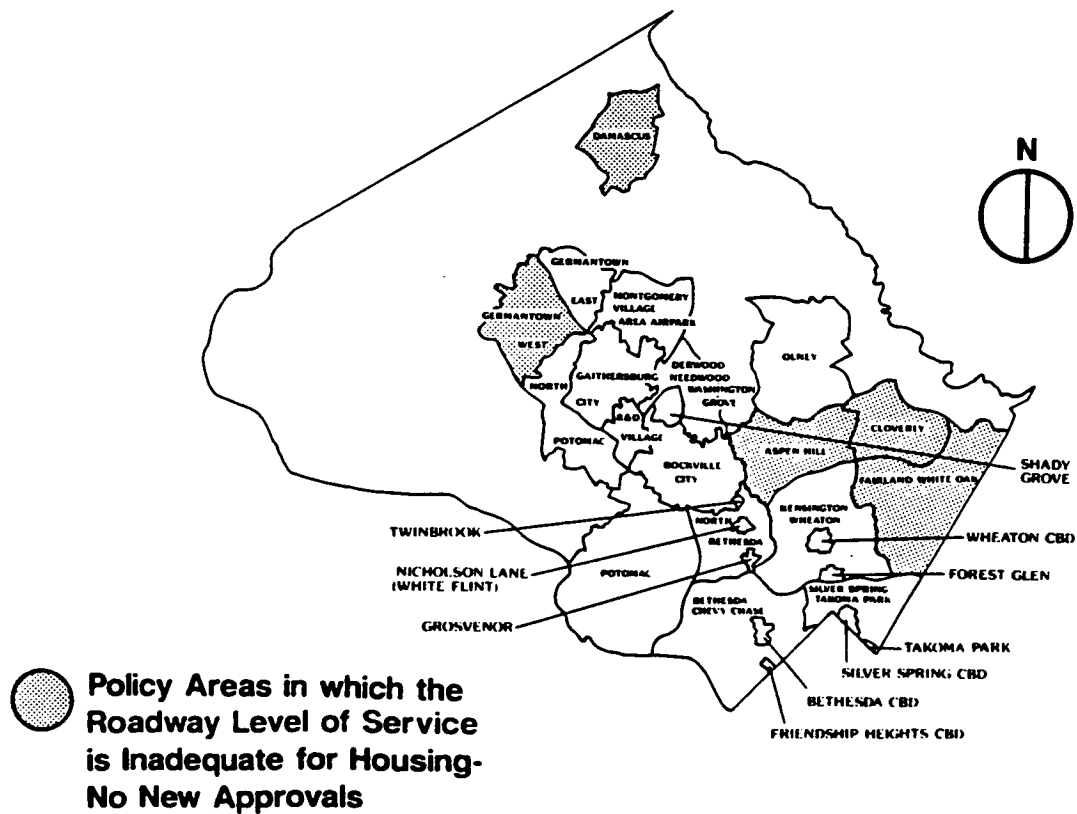 DAMASCUS
N
GERMANTOWN
EAST
MONTGOMERY
VILLAGE
AREA AIRPARK
GERMANTOWN
WEST
OLNEY
DERWOOD
NEEDWOOD
WASHINGTON
GROVE
GAITHERSBURG
CITY
NORTH
POTOMAC
R&D
VILLAGE
CLOVERLY
ASPEN HILL
ROCKVILLE
CITY
SHADY
GROVE
FAIRLAND WHITE OAK
KENSINGTON
WHEATON
NORTH
BETHESDA
TWINBROOK
WHEATON CBD
NICHOLSON LANE
(WHITE FLINT)
POTOMAC
FOREST GLEN
SILVER SPRING
TAKOMA PARK
BETHESDA
CHEVY CHASE
GROSVENOR
TAKOMA PARK
SILVER SPRING CBD
BETHESDA CBD
FRIENDSHIP HEIGHTS CBD
Policy Areas in which the
Roadway Level of Service
is Inadequate for Housing-
No New Approvals